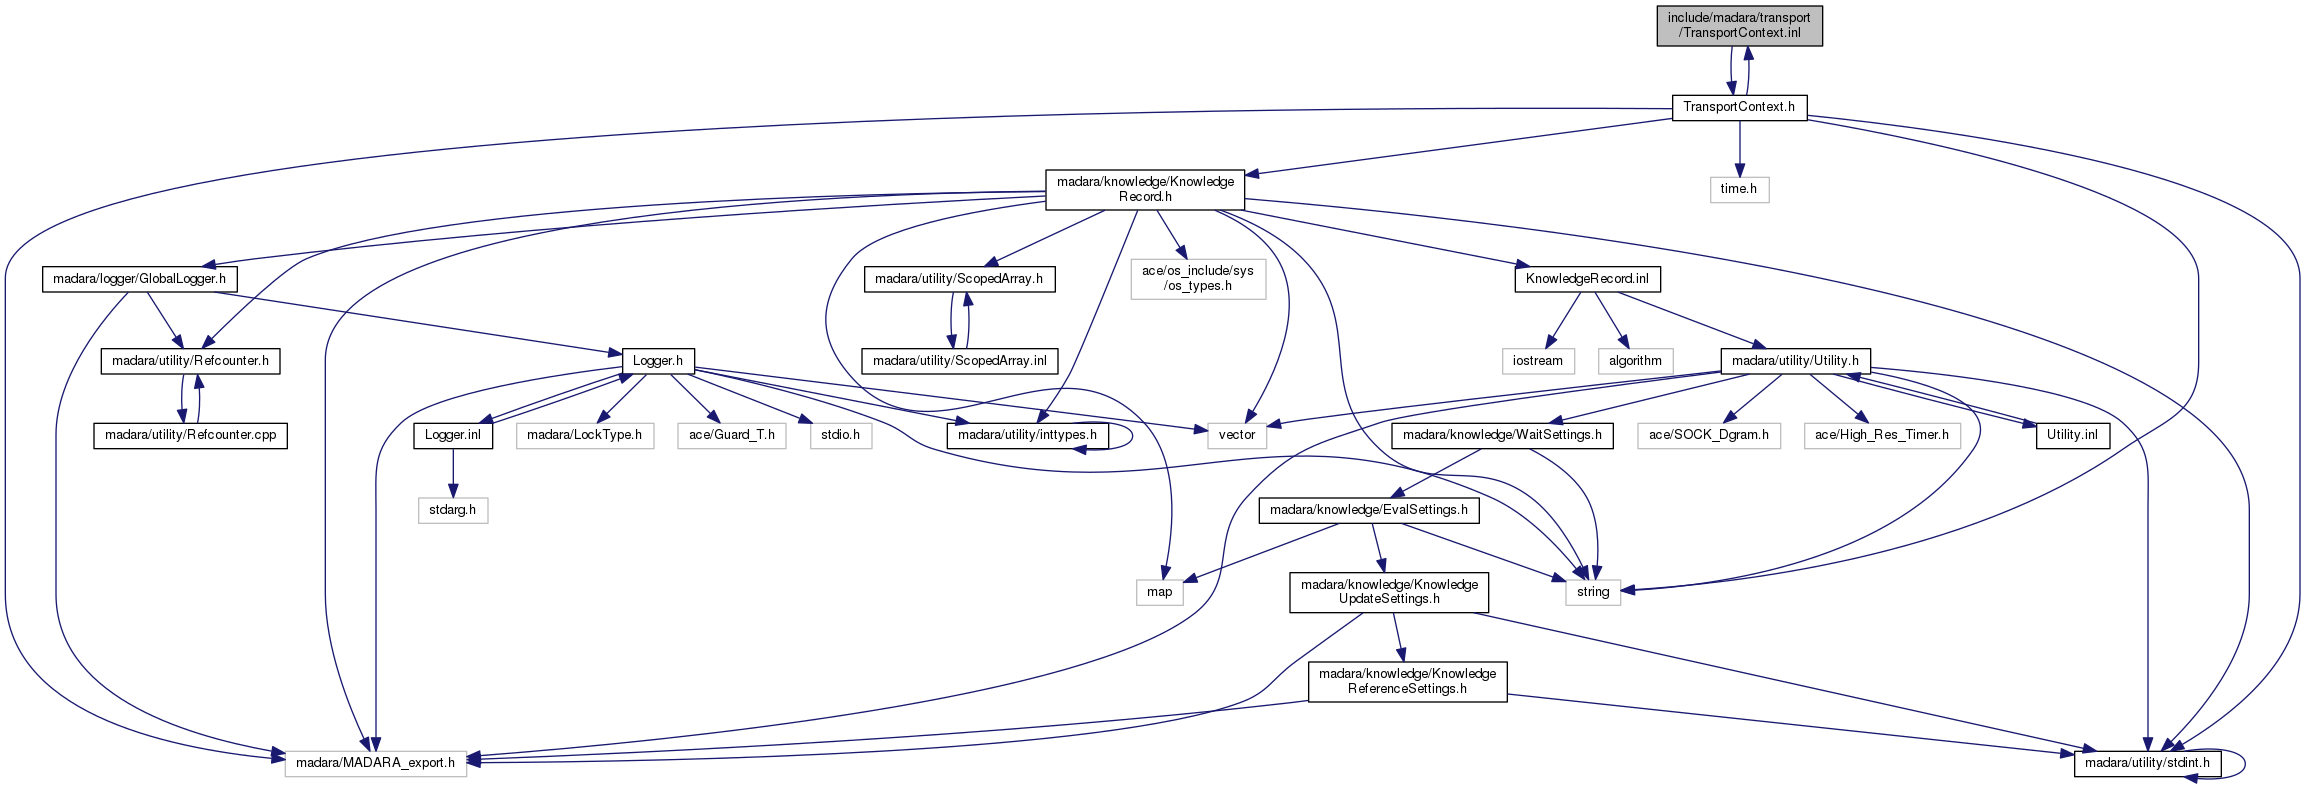 include/madara/transport
/TransportContext.inl
TransportContext.h
madara/knowledge/Knowledge
Record.h
time.h
madara/logger/GlobalLogger.h
madara/utility/ScopedArray.h
ace/os_include/sys
/os_types.h
KnowledgeRecord.inl
madara/utility/Refcounter.h
Logger.h
madara/utility/ScopedArray.inl
iostream
algorithm
madara/utility/Utility.h
madara/utility/Refcounter.cpp
Logger.inl
madara/LockType.h
ace/Guard_T.h
stdio.h
madara/utility/inttypes.h
vector
madara/knowledge/WaitSettings.h
ace/SOCK_Dgram.h
ace/High_Res_Timer.h
Utility.inl
stdarg.h
madara/knowledge/EvalSettings.h
map
madara/knowledge/Knowledge
UpdateSettings.h
string
madara/knowledge/Knowledge
ReferenceSettings.h
madara/MADARA_export.h
madara/utility/stdint.h